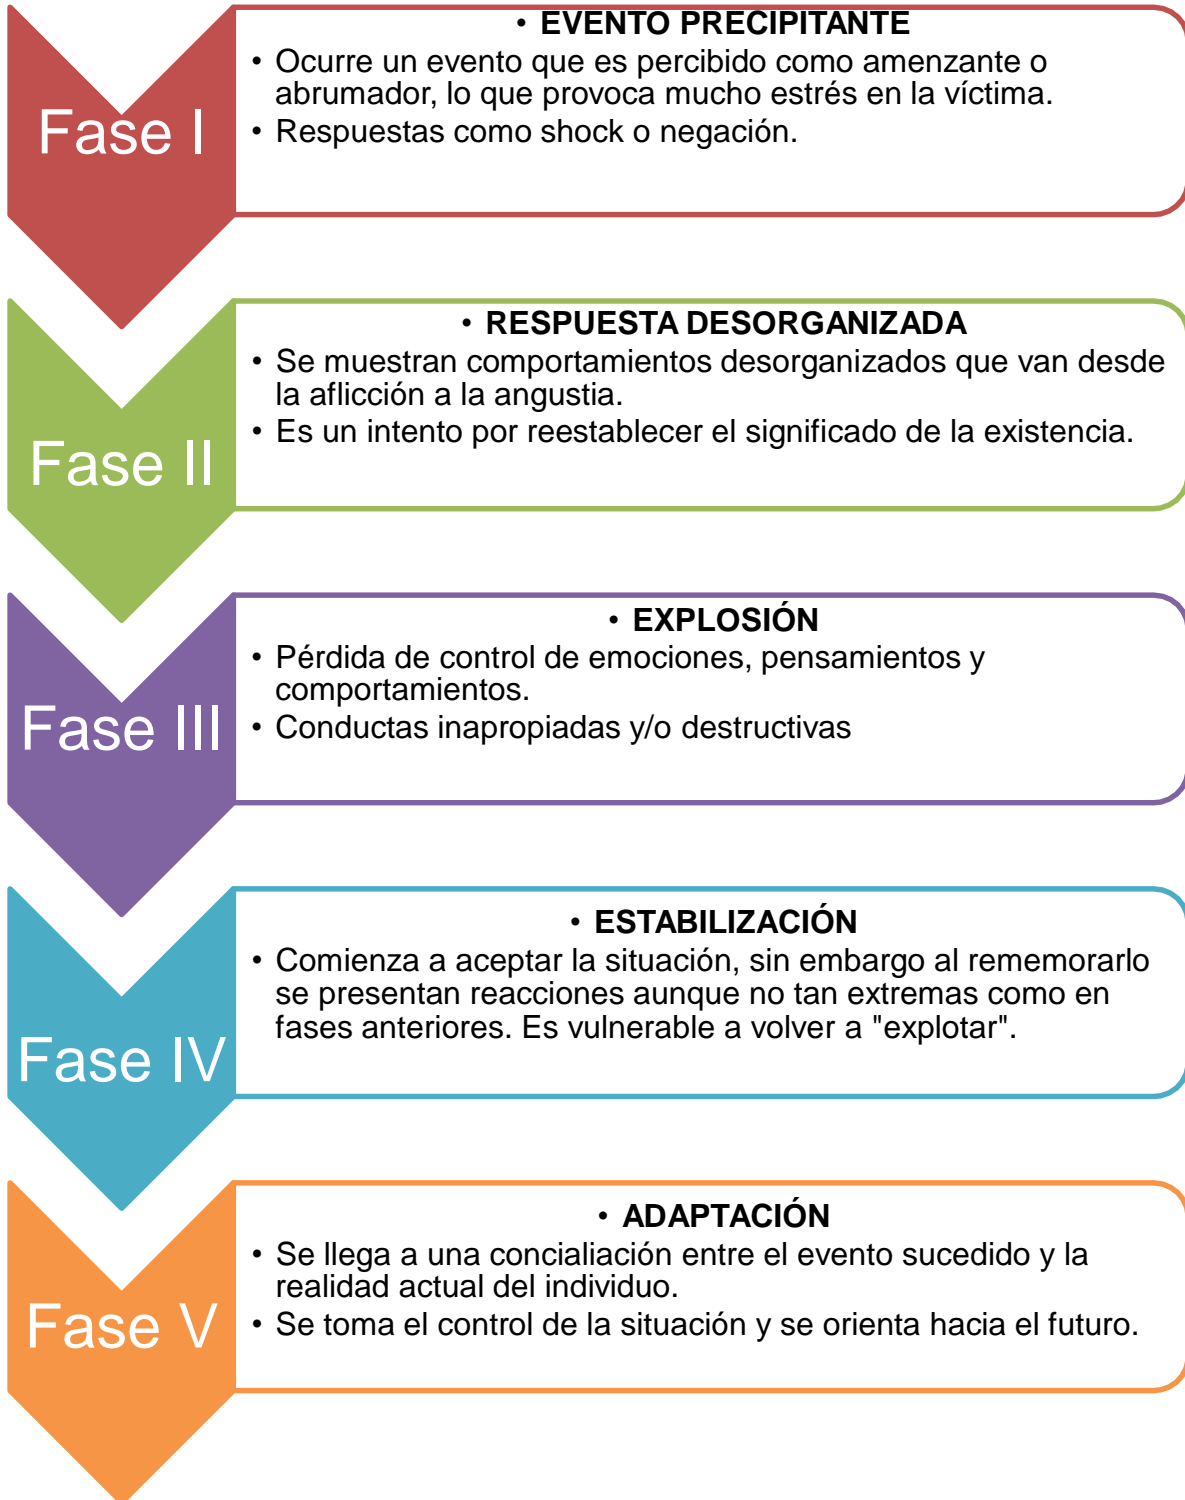 Fase I
• EVENTO PRECIPITANTE
• Ocurre un evento que es percibido como amenzante o
abrumador, lo que provoca mucho estrés en la víctima.
• Respuestas como shock o negación.
Fase II
• RESPUESTA DESORGANIZADA
• Se muestran comportamientos desorganizados que van desde
la aflicción a la angustia.
• Es un intento por reestablecer el significado de la existencia.
Fase III
• EXPLOSIÓN
• Pérdida de control de emociones, pensamientos y
comportamientos.
• Conductas inapropiadas y/o destructivas
Fase IV
• ESTABILIZACIÓN
• Comienza a aceptar la situación, sin embargo al rememorarlo
se presentan reacciones aunque no tan extremas como en
fases anteriores. Es vulnerable a volver a "explotar".
Fase V
• ADAPTACIÓN
• Se llega a una concialiación entre el evento sucedido y la
realidad actual del individuo.
• Se toma el control de la situación y se orienta hacia el futuro.